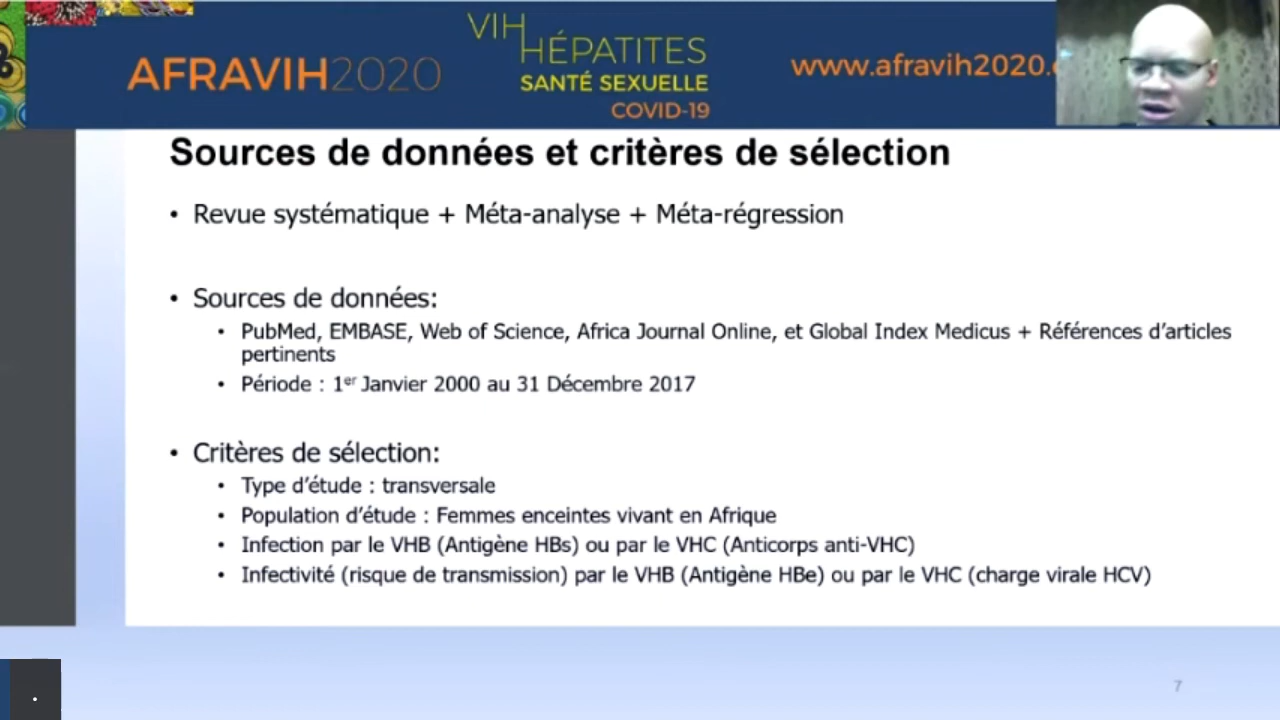 AFRAVIH2020
VIH
HÉPATITES
SANTÉ SEXUELLE
COVID-19
www.afravih2020.
Sources de données et critères de sélection
• Revue systématique + Méta-analyse + Méta-régression
• Sources de données:
• PubMed, EMBASE, Web of Science, Africa Journal Online, et Global Index Medicus + Références d’articles
pertinents
• Période : 1er Janvier 2000 au 31 Décembre 2017
• Critères de sélection:
• Type d’étude : transversale
• Population d’étude : Femmes enceintes vivant en Afrique
• Infection par le VHB (Antigène HBs) ou par le VHC (Anticorps anti-VHC)
• Infectivité (risque de transmission) par le VHB (Antigène HBe) ou par le VHC (charge virale HCV)
7